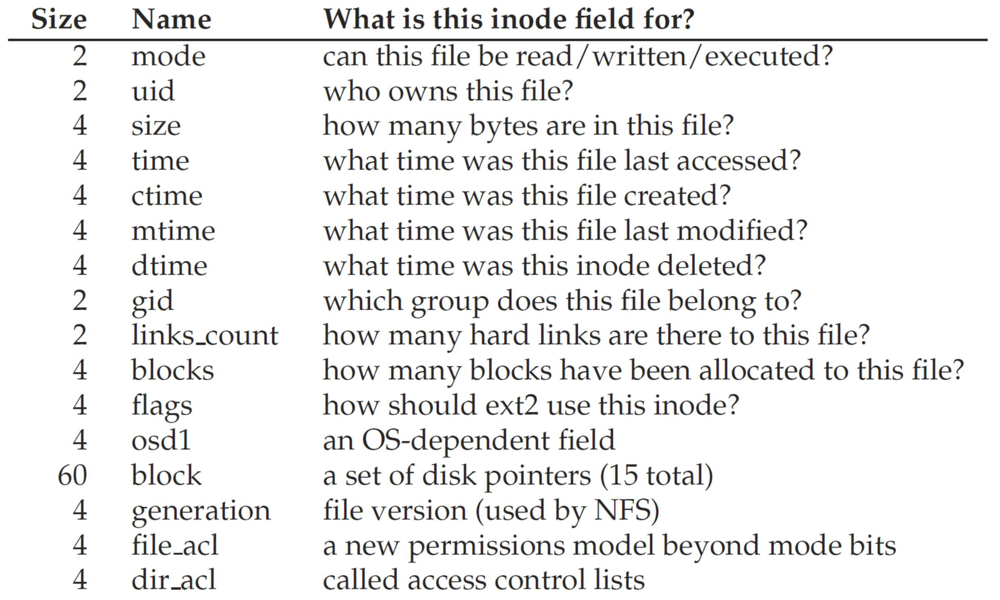 Size Name What is this inode field for?
2 mode can this file be read/written/executed?
2 uid who owns this file?
4 size how many bytes are in this file?
4 time what time was this file last accessed?
4 ctime what time was this file created?
4 mtime what time was this file last modified?
4 dtime what time was this inode deleted?
2 gid which group does this file belong to?
2 links_count how many hard links are there to this file?
4 blocks how many blocks have been allocated to this file?
4 flags how should ext2 use this inode?
4 osd1 an OS-dependent field
60 block a set of disk pointers (15 total)
4 generation file version (used by NFS)
4 file_acl a new permissions model beyond mode bits
4 dir_acl called access control lists